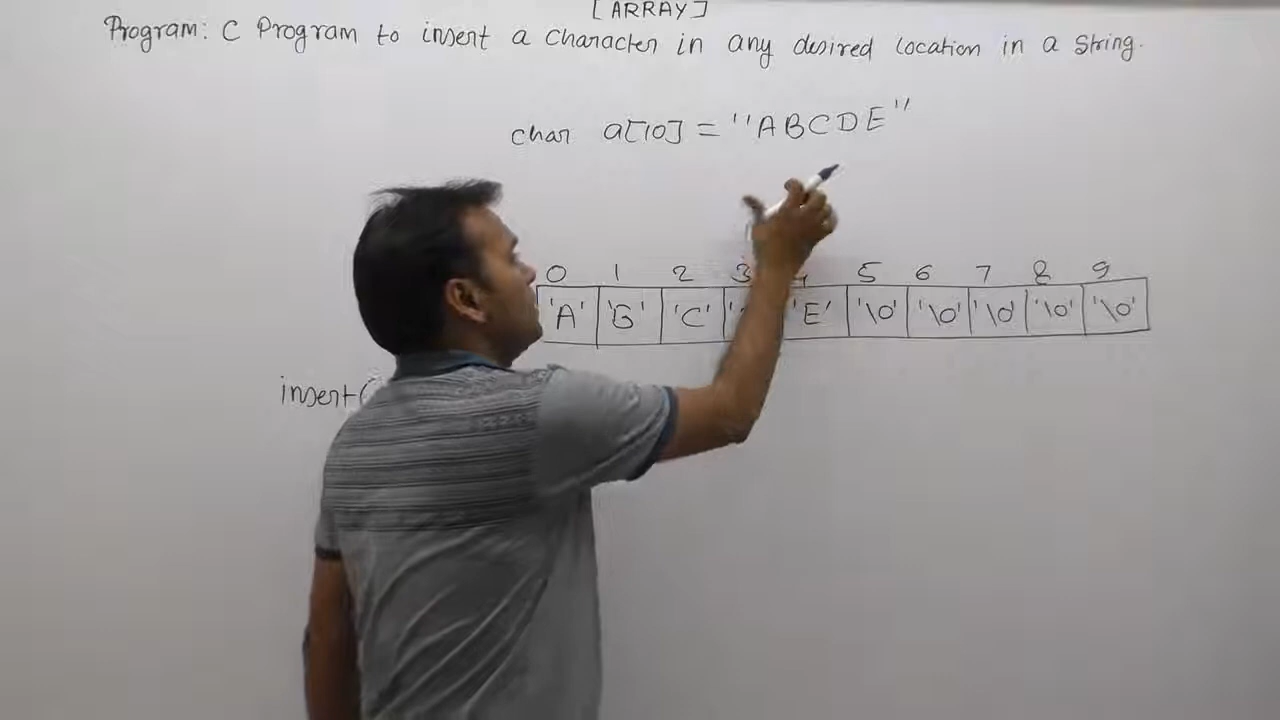 [ARRAY]
Program: C Program to insert a character in any desired location in a string.
char a[10] = "ABCDE"
0 1 2 3 5 6 7 8 9
'A' 'B' 'C' 'E' '\0' '\0' '\0' '\0' '\0'
insert(